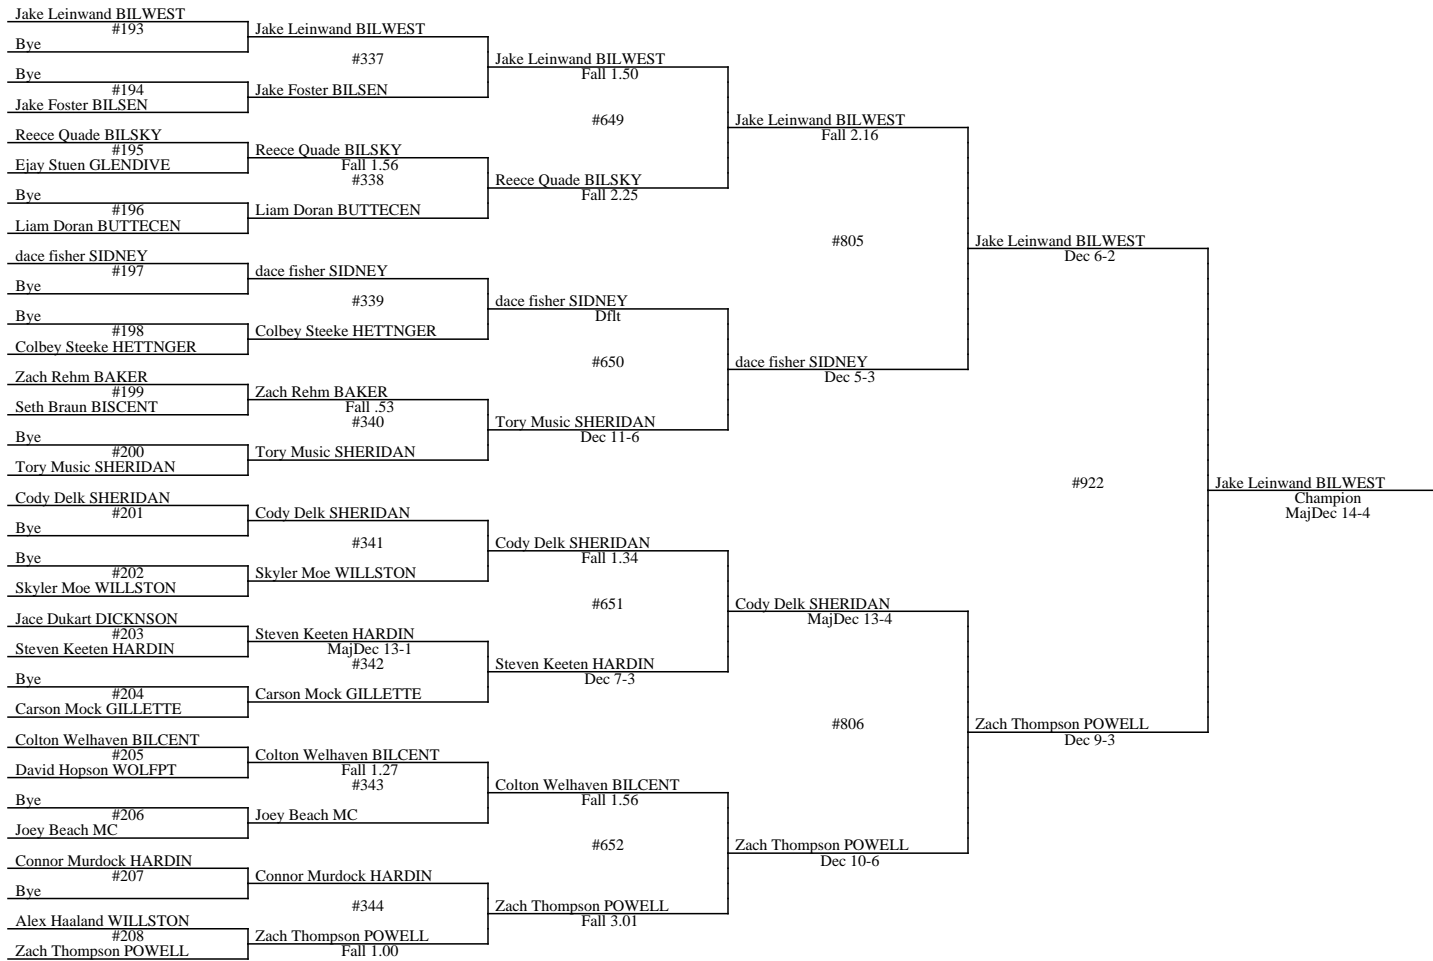 Jake Leinwand BILWEST
#193
Bye
Bye
#194
Jake Foster BILSEN
Reece Quade BILSKY
#195
Ejay Stuen GLENDIVE
Bye
#196
Liam Doran BUTTECEN
dace fisher SIDNEY
#197
Bye
Bye
#198
Colbey Steeke HETTNGER
Zach Rehm BAKER
#199
Seth Braun BISCENT
Bye
#200
Tory Music SHERIDAN
Cody Delk SHERIDAN
#201
Bye
Bye
#202
Skyler Moe WILLSTON
Jace Dukart DICKNSON
#203
Steven Keeten HARDIN
Bye
#204
Carson Mock GILLETTE
Colton Welhaven BILCENT
#205
David Hopson WOLFPT
Bye
#206
Joey Beach MC
Connor Murdock HARDIN
#207
Bye
Alex Haaland WILLSTON
#208
Zach Thompson POWELL
Jake Leinwand BILWEST
#337
Jake Foster BILSEN
Reece Quade BILSKY
Fall 1.56
#338
Liam Doran BUTTECEN
dace fisher SIDNEY
#339
Colbey Steeke HETTNGER
Zach Rehm BAKER
Fall .53
#340
Tory Music SHERIDAN
Cody Delk SHERIDAN
#341
Skyler Moe WILLSTON
Steven Keeten HARDIN
MajDec 13-1
#342
Carson Mock GILLETTE
Colton Welhaven BILCENT
Fall 1.27
#343
Joey Beach MC
Connor Murdock HARDIN
#344
Zach Thompson POWELL
Fall 1.00
Jake Leinwand BILWEST
Fall 1.50
#649
Reece Quade BILSKY
Fall 2.25
dace fisher SIDNEY
Dflt
#650
Tory Music SHERIDAN
Dec 11-6
Cody Delk SHERIDAN
Fall 1.34
#651
Steven Keeten HARDIN
Dec 7-3
Colton Welhaven BILCENT
Fall 1.56
#652
Zach Thompson POWELL
Fall 3.01
Jake Leinwand BILWEST
Fall 2.16
#805
dace fisher SIDNEY
Dec 5-3
Cody Delk SHERIDAN
MajDec 13-4
#806
Zach Thompson POWELL
Dec 10-6
Jake Leinwand BILWEST
Dec 6-2
#922
Zach Thompson POWELL
Dec 9-3
Jake Leinwand BILWEST
Champion
MajDec 14-4